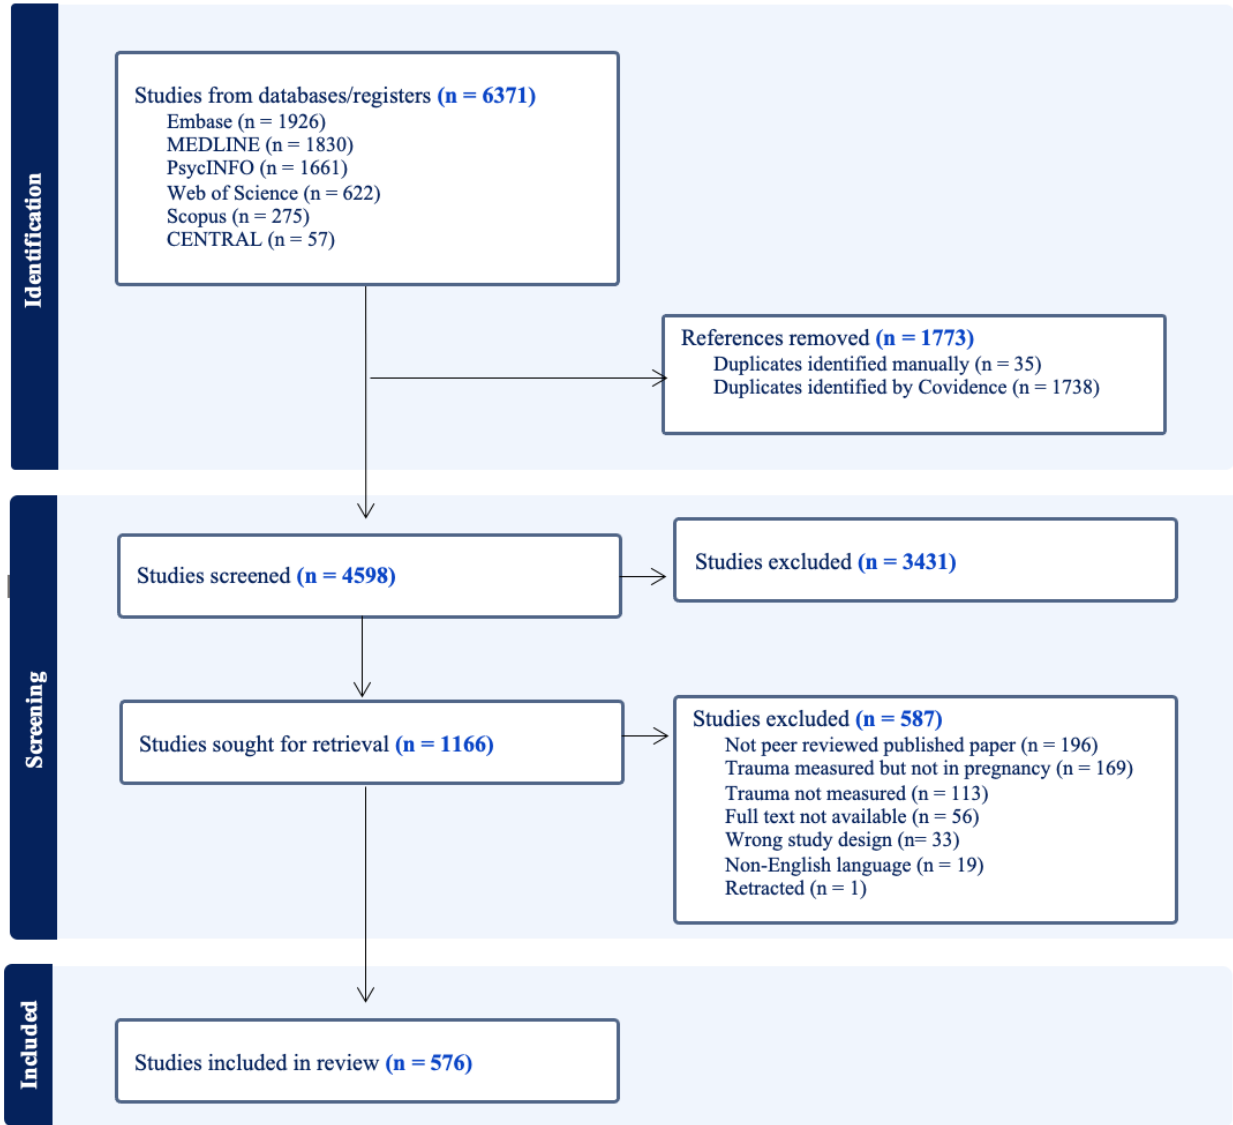 Identification
Studies from databases/registers (n = 6371)
Embase (n = 1926)
MEDLINE (n = 1830)
PsycINFO (n = 1661)
Web of Science (n = 622)
Scopus (n = 275)
CENTRAL (n = 57)
References removed (n = 1773)
Duplicates identified manually (n = 35)
Duplicates identified by Covidence (n = 1738)
Screening
Studies screened (n = 4598)
Studies excluded (n = 3431)
Studies sought for retrieval (n = 1166)
Studies excluded (n = 587)
Not peer reviewed published paper (n = 196)
Trauma measured but not in pregnancy (n = 169)
Trauma not measured (n = 113)
Full text not available (n = 56)
Wrong study design (n= 33)
Non-English language (n = 19)
Retracted (n = 1)
Included
Studies included in review (n = 576)